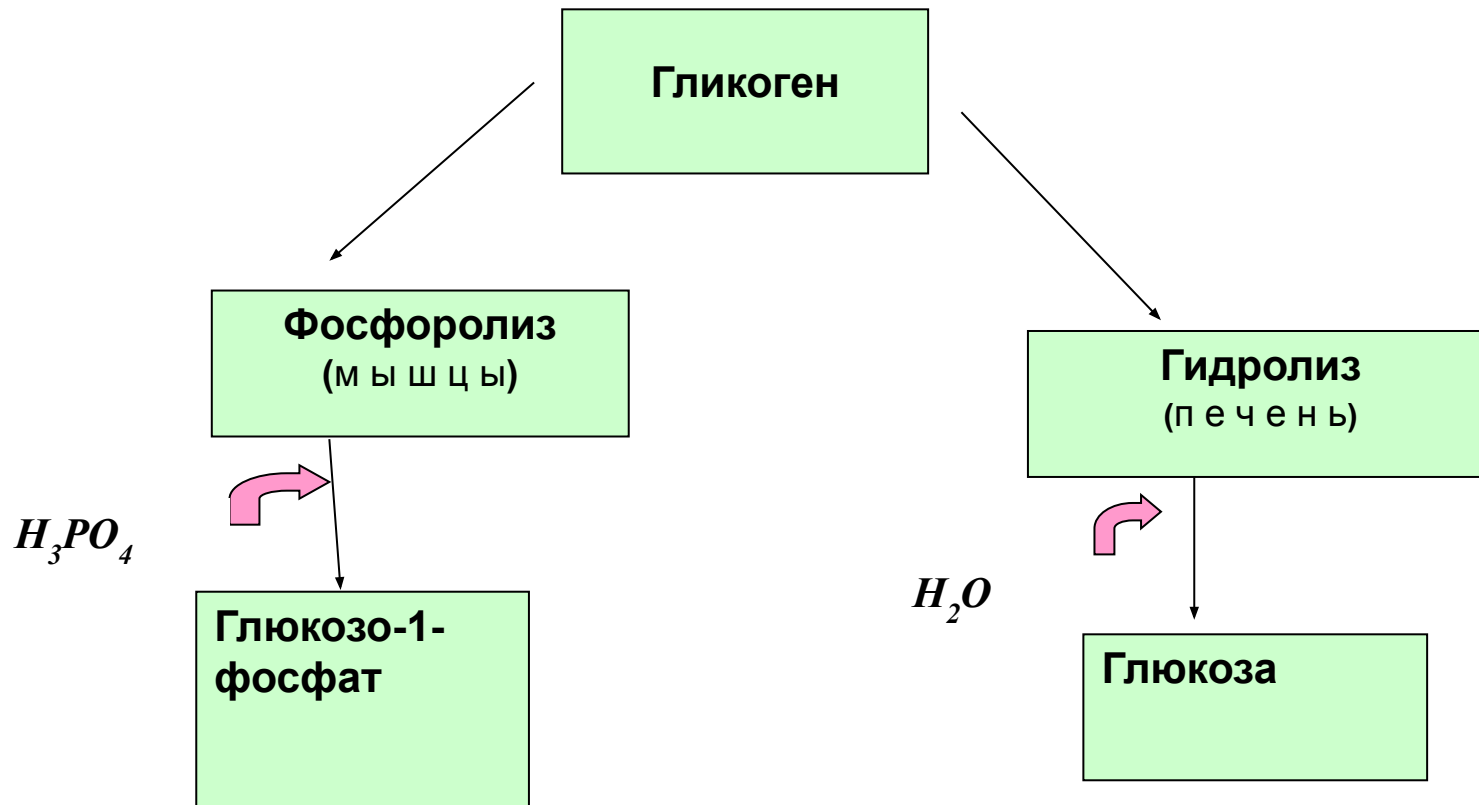 Гликоген
Фосфоролиз
(м ы ш ц ы)
Гидролиз
(п е ч е н ь)
H₃PO₄
H₂O
Глюкозо-1-
фосфат
Глюкоза